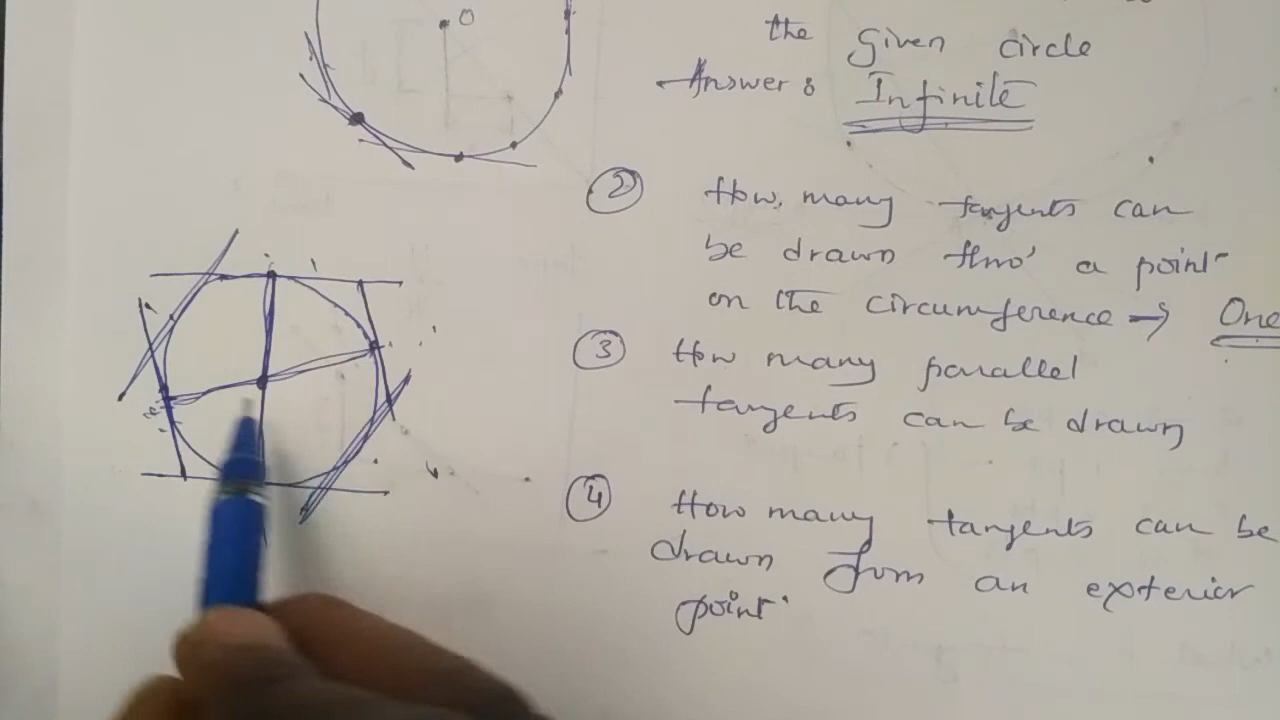 O
the Given circle
Answer: Infinite
② How many tangents can
be drawn thro' a point
on the circumference → One
③ How many parallel
tangents can be drawn
④ How many tangents can be
drawn from an exterior
point.